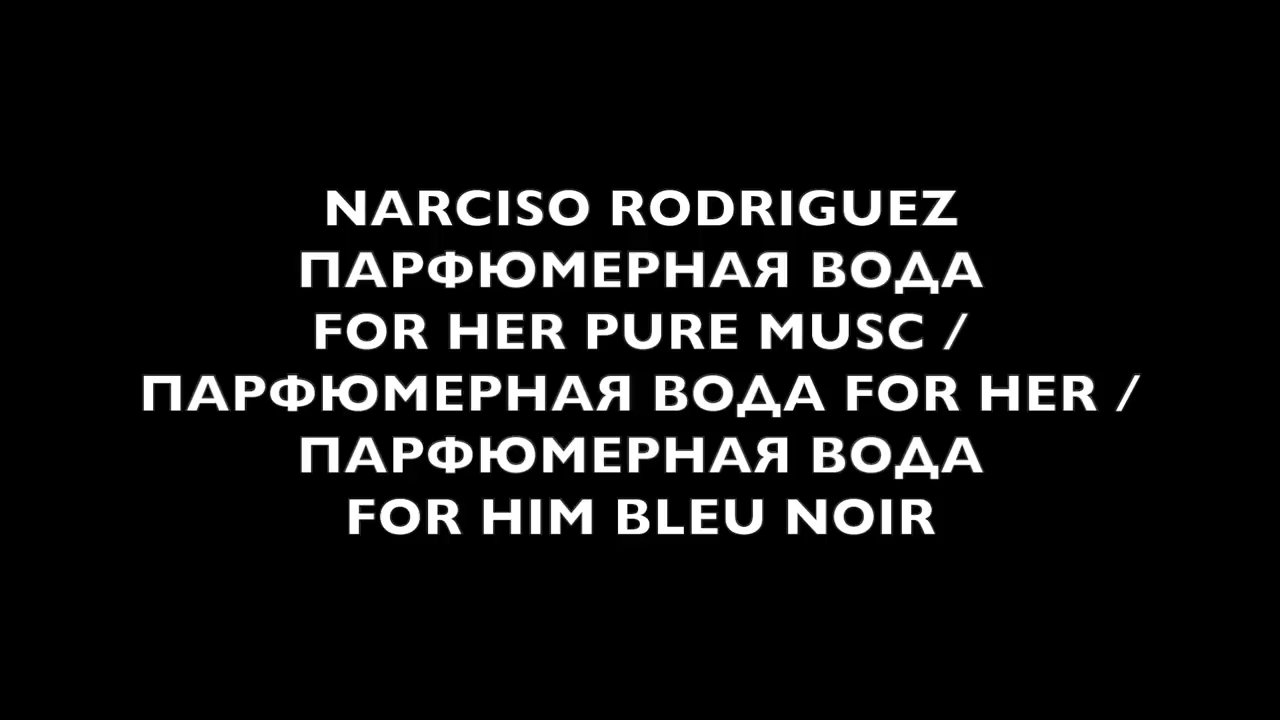 NARCISO RODRIGUEZ
ПАРФЮМЕРНАЯ ВОДА
FOR HER PURE MUSC /
ПАРФЮМЕРНАЯ ВОДА FOR HER /
ПАРФЮМЕРНАЯ ВОДА
FOR HIM BLEU NOIR